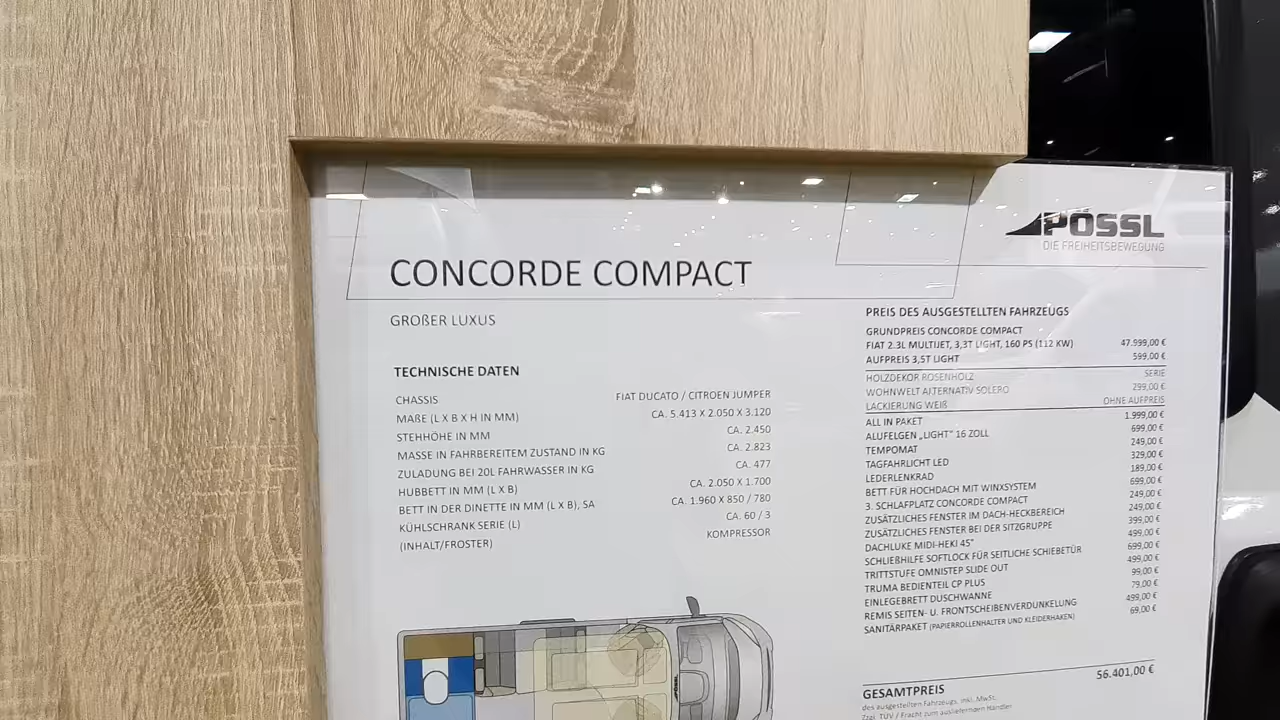 PÖSSL
DIE FREIHEITSBEWEGUNG
CONCORDE COMPACT
GROßER LUXUS
TECHNISCHE DATEN
CHASSIS FIAT DUCATO / CITROEN JUMPER
MAßE (L X B X H IN MM) CA. 5.413 X 2.050 X 3.120
STEHHÖHE IN MM CA. 2.450
MASSE IN FAHRBEREITEM ZUSTAND IN KG CA. 2.823
ZULADUNG BEI 20L FAHRWASSER IN KG CA. 477
HUBBETT IN MM (L X B) CA. 2.050 X 1.700
BETT IN DER DINETTE IN MM (L X B), SA CA. 1.960 X 850 / 780
KÜHLSCHRANK SERIE (L) CA. 60 / 3
(INHALT/FROSTER) KOMPRESSOR
PREIS DES AUSGESTELLTEN FAHRZEUGS
GRUNDPREIS CONCORDE COMPACT
FIAT 2.3L MULTIJET, 3,3T LIGHT, 160 PS (112 KW) 47.999,00 €
AUFPREIS 3,5T LIGHT 599,00 €
HOLZDEKOR ROSENHOLZ SERIE
WOHNWELT ALTERNATIV SOLERO 299,00 €
LACKIERUNG WEIß OHNE AUFPREIS
ALL IN PAKET 1.999,00 €
ALUFELGEN „LIGHT" 16 ZOLL 699,00 €
TEMPOMAT 249,00 €
TAGFAHRLICHT LED 329,00 €
LEDERLENKRAD 189,00 €
BETT FÜR HOCHDACH MIT WINXSYSTEM 699,00 €
3. SCHLAFPLATZ CONCORDE COMPACT 249,00 €
ZUSÄTZLICHES FENSTER IM DACH-HECKBEREICH 249,00 €
ZUSÄTZLICHES FENSTER BEI DER SITZGRUPPE 399,00 €
DACHLUKE MIDI-HEKI 45° 499,00 €
SCHLIEßHILFE SOFTLOCK FÜR SEITLICHE SCHIEBETÜR 699,00 €
TRITTSTUFE OMNISTEP SLIDE OUT 499,00 €
TRUMA BEDIENTEIL CP PLUS 99,00 €
EINLEGEBRETT DUSCHWANNE 79,00 €
REMIS SEITEN- U. FRONTSCHEIBENVERDUNKELUNG 499,00 €
SANITÄRPAKET (PAPIERROLLENHALTER UND KLEIDERHAKEN) 69,00 €
GESAMTPREIS 56.401,00 €
des ausgestellten Fahrzeugs, inkl. MwSt.
Zzgl. TÜV / Fracht zum ausliefernden Händler